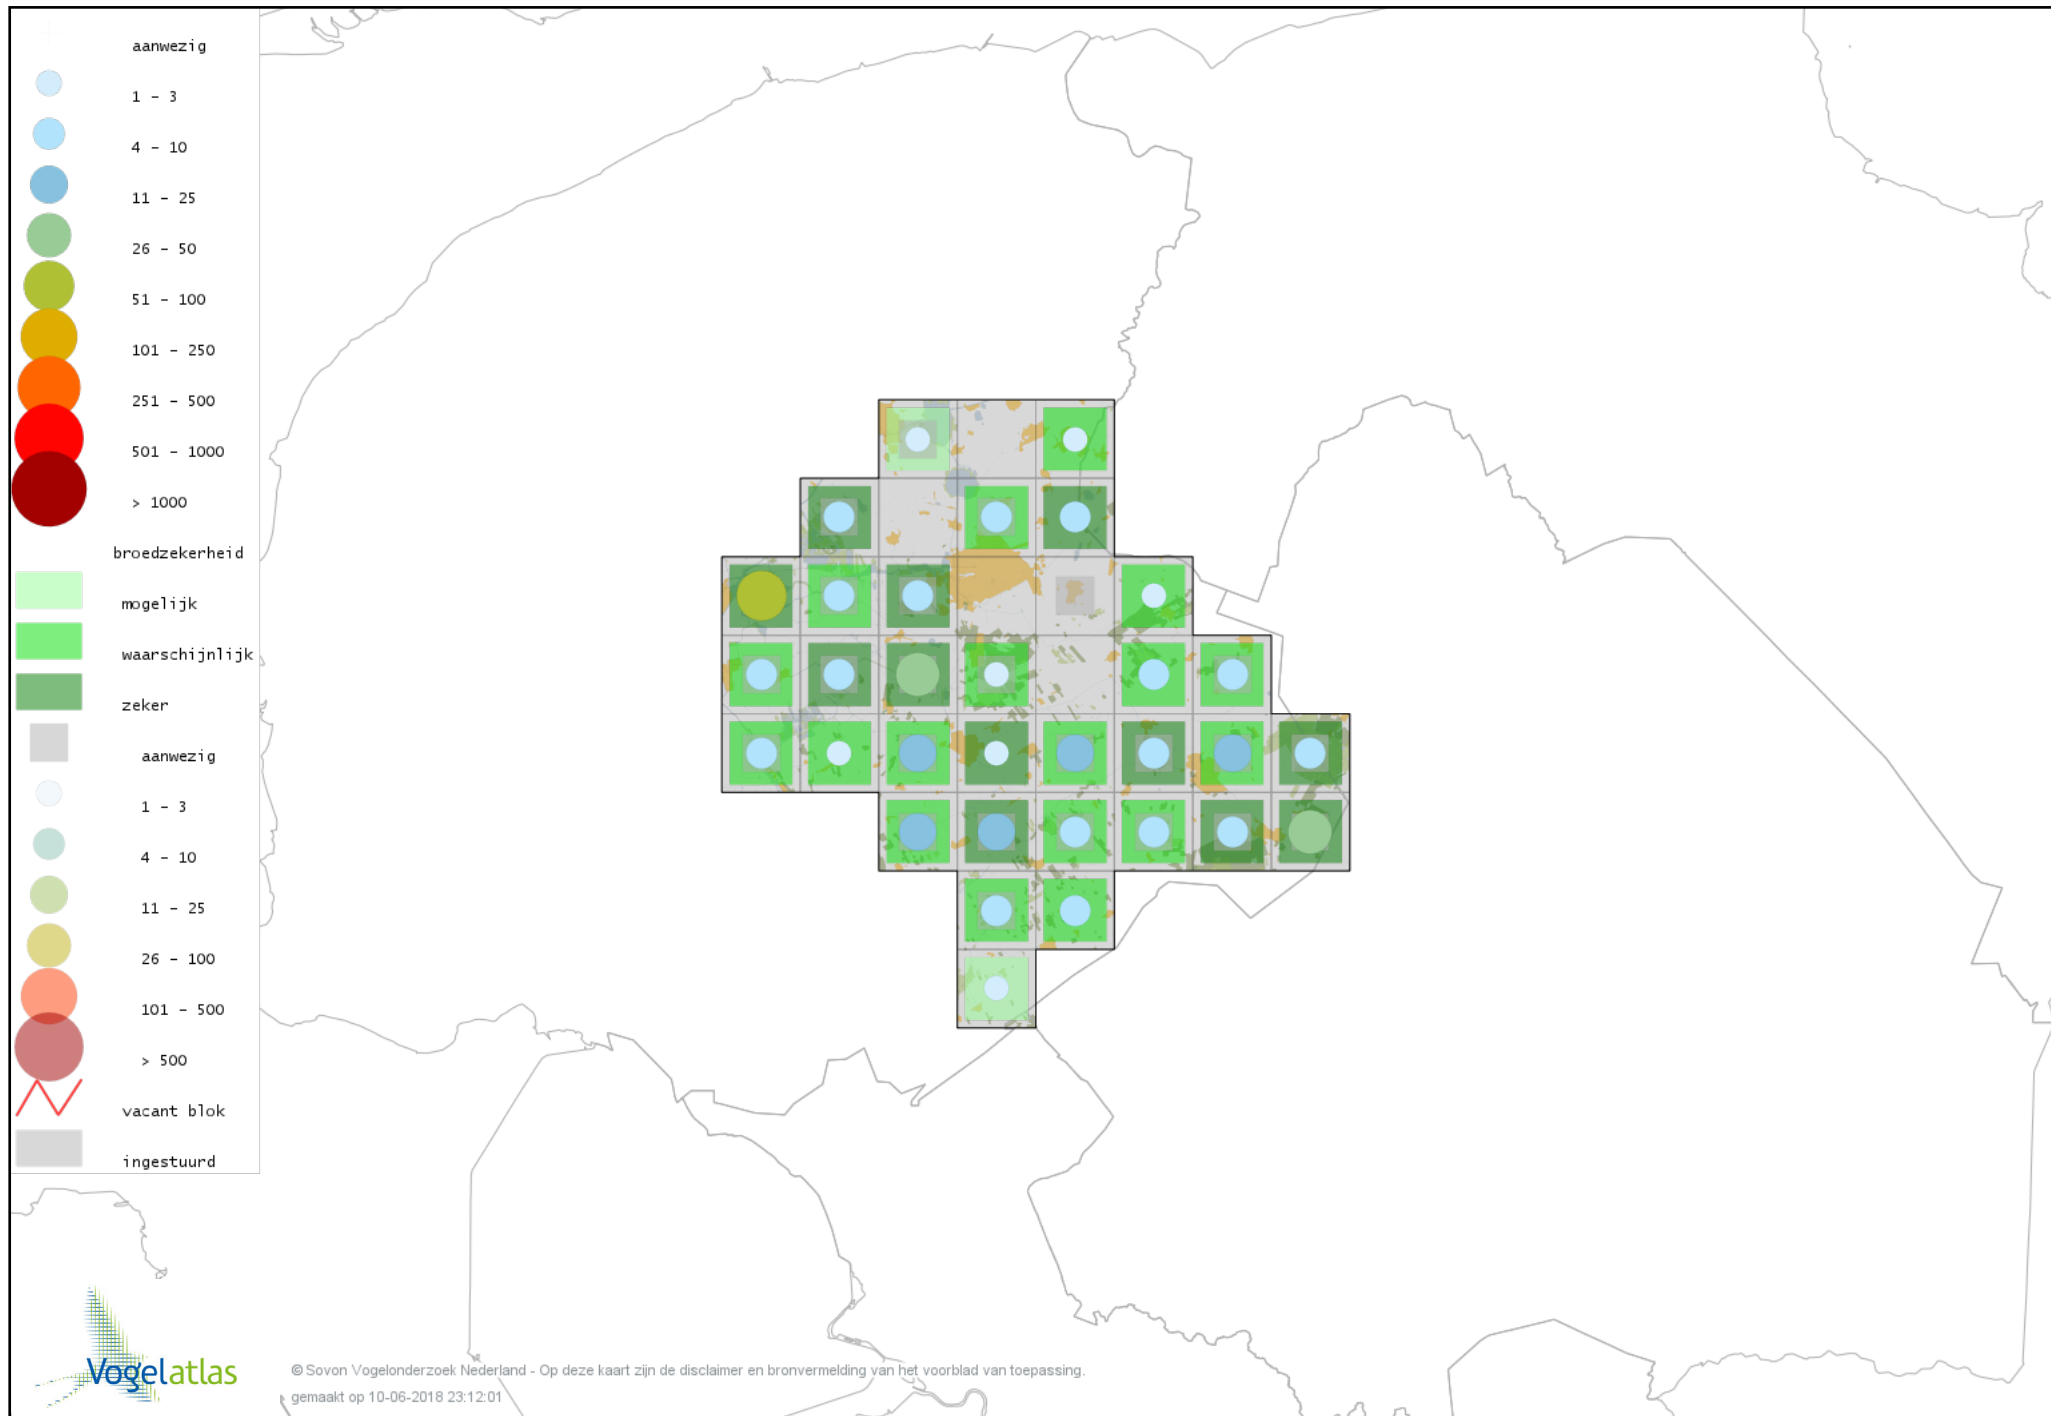 aanwezig
1 - 3
4 - 10
11 - 25
26 - 50
51 - 100
101 - 250
251 - 500
501 - 1000
> 1000
broedzekerheid
mogelijk
waarschijnlijk
zeker
aanwezig
1 - 3
4 - 10
11 - 25
26 - 100
101 - 500
> 500
vacant blok
ingestuurd
Vogelatlas
© Sovon Vogelonderzoek Nederland - Op deze kaart zijn de disclaimer en bronvermelding van het voorblad van toepassing.
gemaakt op 10-06-2018 23:12:01